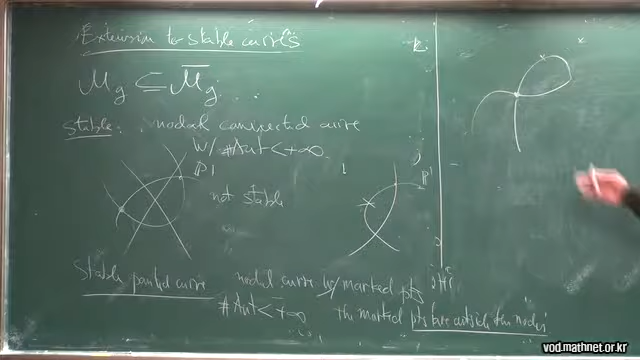 Extension to stable curves
M_g ⊆ M̄_g
stable: nodal connected curve
w/ #Aut < +∞
P1
not stable
P1
Stable pointed curve nodal curve w/ marked pts
#Aut < +∞ the marked pts are outside the nodes
vod.mathnet.or.kr